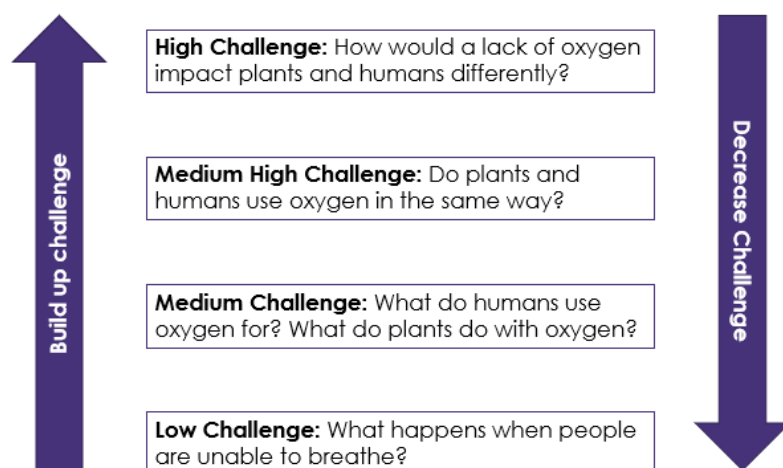 High Challenge: How would a lack of oxygen
impact plants and humans differently?
Medium High Challenge: Do plants and
humans use oxygen in the same way?
Medium Challenge: What do humans use
oxygen for? What do plants do with oxygen?
Low Challenge: What happens when people
are unable to breathe?
Build up challenge
Decrease Challenge